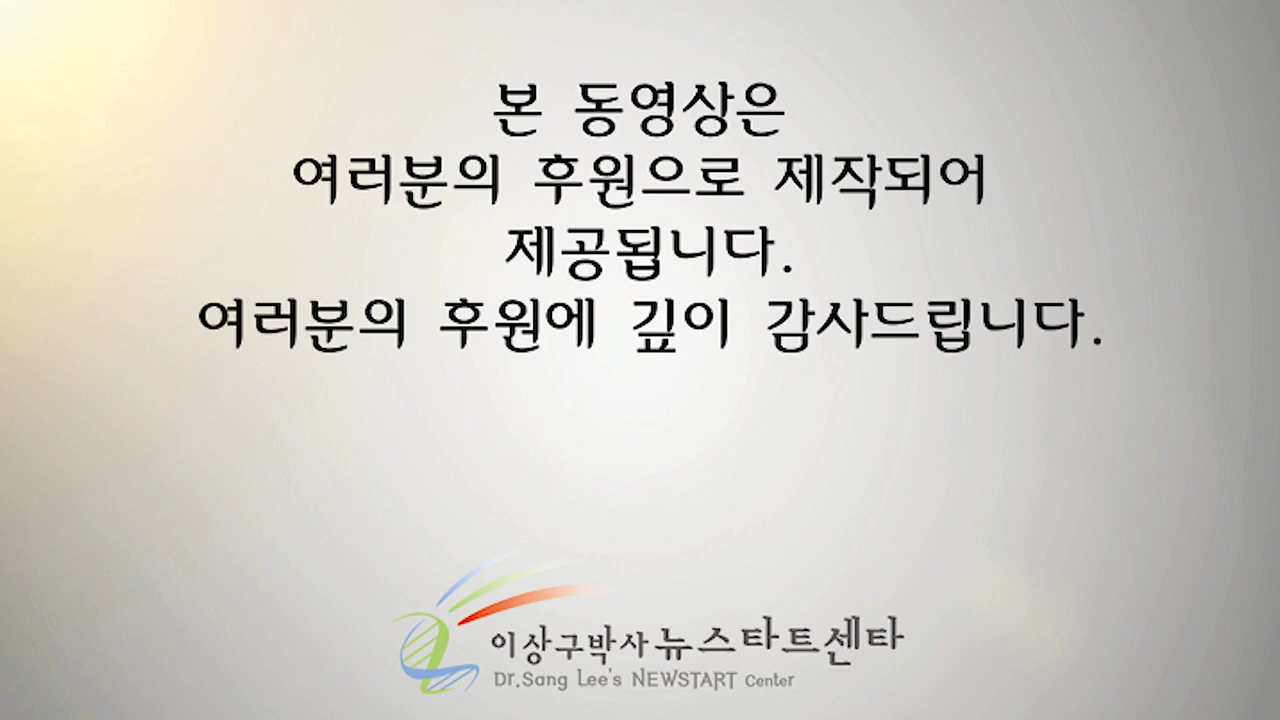 본 동영상은
여러분의 후원으로 제작되어
제공됩니다.
여러분의 후원에 깊이 감사드립니다.
이상구박사 뉴스타트센타
Dr.Sang Lee's NEWSTART Center